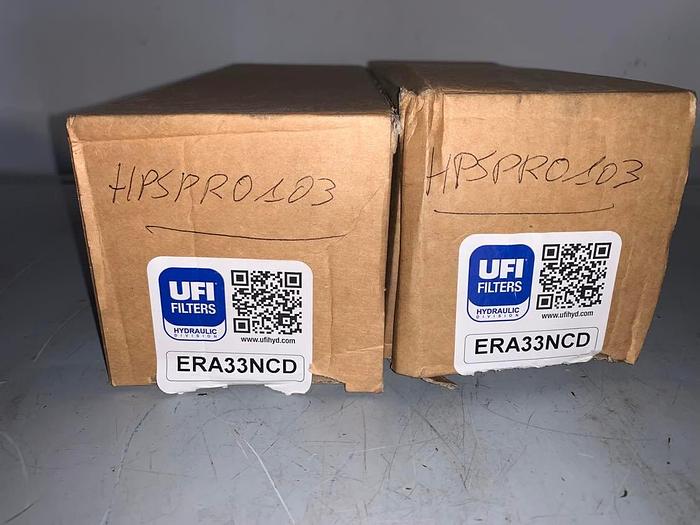 HPSPRO103
UFI
FILTERS
HYDRAULIC
DIVISION
www.ufihyd.com
ERA33NCD
HPSPRO103
UFI
FILTERS
HYDRAULIC
DIVISION
www.ufihyd.com
ERA33NCD